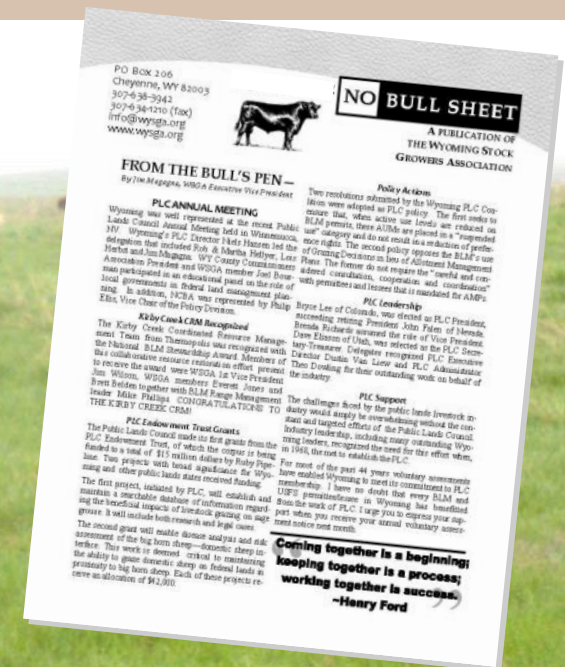 PO Box 206
Cheyenne, WY 82003
307-638-3942
307-634-1210 (fax)
info@wysga.org
www.wysga.org
NO BULL SHEET
A PUBLICATION OF
THE WYOMING STOCK
GROWERS ASSOCIATION
FROM THE BULL'S PEN —
By Jim Magagna, WSGA Executive Vice President
PLC ANNUAL MEETING
Wyoming was well represented at the recent Public
Lands Council Annual Meeting held in Winnemucca,
NV. Wyoming's PLC Director Niels Hansen led the
delegation that included Rob & Martha Hellyer, Lois
Herbst and Jim Magagna. WY County Commissioners
Association President and WSGA member Joel Bous-
man participated in an educational panel on the role of
local governments in federal land management plan-
ning. In addition, NCBA was represented by Philip
Ellis, Vice Chair of the Policy Division.
Kirby Creek CRM Recognized
The Kirby Creek Coordinated Resource Manage-
ment Team from Thermopolis was recognized with
the National BLM Stewardship Award. Members of
this collaborative resource restoration effort present
to receive the award were WSGA 1st Vice President
Jim Wilson, WSGA members Everett Jones and
Brett Belden together with BLM Range Management
leader Mike Phillips. CONGRATULATIONS TO
THE KIRBY CREEK CRM!
PLC Endowment Trust Grants
The Public Lands Council made its first grants from the
PLC Endowment Trust, of which the corpus is being
funded to a total of $15 million dollars by Ruby Pipe-
line. Two projects with broad significance for Wyo-
ming and other public lands states received funding.
The first project, initiated by PLC, will establish and
maintain a searchable database of information regard-
ing the beneficial impacts of livestock grazing on sage
grouse. It will include both research and legal cases.
The second grant will enable disease analysis and risk
assessment of the big horn sheep—domestic sheep in-
terface. This work is deemed critical to maintaining
the ability to graze domestic sheep on federal lands in
proximity to big horn sheep. Each of these projects re-
ceive an allocation of $42,000.
Policy Actions
Two resolutions submitted by the Wyoming PLC Coa-
lition were adopted as PLC policy. The first seeks to
ensure that, when active use levels are reduced on
BLM permits, these AUMs are placed in a "suspended
use" category and do not result in a reduction of prefer-
ence rights. The second policy opposes the BLM's use
of Grazing Decisions in lieu of Allotment Management
Plans. The former do not require the "careful and con-
sidered consultation, cooperation and coordination"
with permittees and lessees that is mandated for AMPs.
PLC Leadership
Bryce Lee of Colorado, was elected as PLC President,
succeeding retiring President John Falen of Nevada.
Brenda Richards assumed the role of Vice President.
Dave Eliason of Utah, was selected as the PLC Secre-
tary-Treasurer. Delegates recognized PLC Executive
Director Dustin Van Liew and PLC Administrator
Theo Dowling for their outstanding work on behalf of
the industry.
PLC Support
The challenges faced by the public lands livestock in-
dustry would simply be overwhelming without the con-
stant and targeted efforts of the Public Lands Council.
Industry leadership, including many outstanding Wyo-
ming leaders, recognized the need for this effort when,
in 1968, they met to establish the PLC.
For most of the past 44 years voluntary assessments
have enabled Wyoming to meet its commitment to PLC
membership. I have no doubt that every BLM and
USFS permittee/lessee in Wyoming has benefited
from the work of PLC. I urge you to express your sup-
port when you receive your annual voluntary assess-
ment notice next month.
Coming together is a beginning;
keeping together is a process;
working together is success.
~Henry Ford